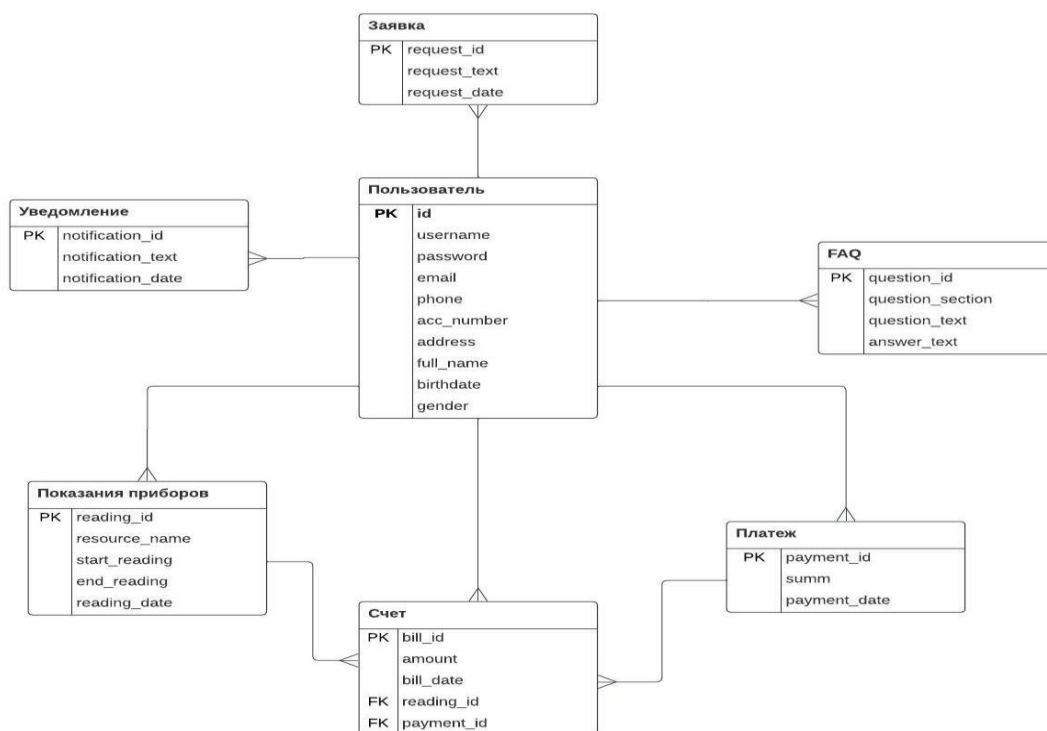 Заявка
PK request_id
request_text
request_date
Пользователь
PK id
username
password
email
phone
acc_number
address
full_name
birthdate
gender
Уведомление
PK notification_id
notification_text
notification_date
FAQ
PK question_id
question_section
question_text
answer_text
Показания приборов
PK reading_id
resource_name
start_reading
end_reading
reading_date
Платеж
PK payment_id
summ
payment_date
Счет
PK bill_id
amount
bill_date
FK reading_id
FK payment_id